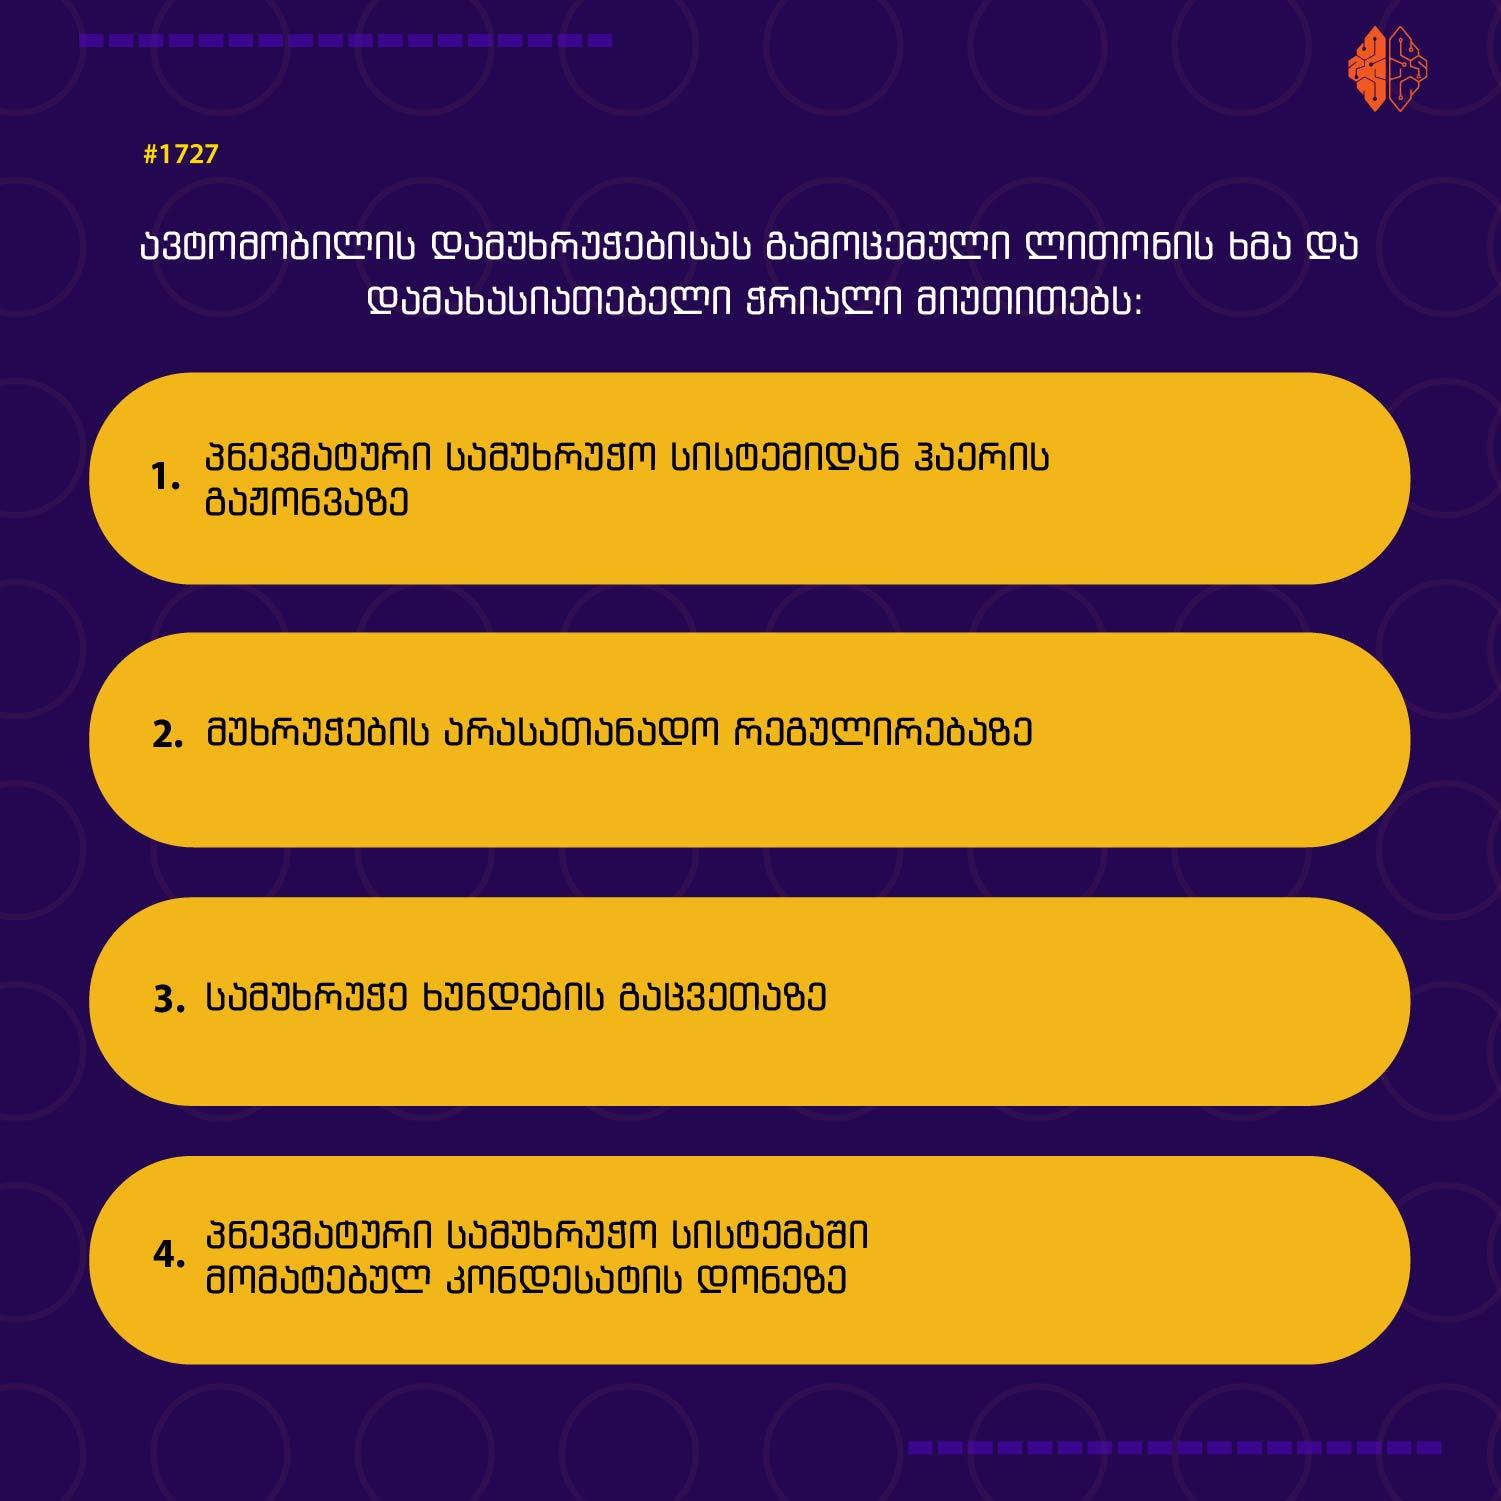 #1727
ავტომობილის დამუხრუჭებისას გამოცემული ლითონის ხმა და
დამახასიათებელი ჭრიალი მიუთითებს:
1. პნევმატური სამუხრუჭო სისტემიდან ჰაერის
გაჟონვაზე
2. მუხრუჭების არასათანადო რეგულირებაზე
3. სამუხრუჭე ხუნდების გაცვეთაზე
4. პნევმატური სამუხრუჭო სისტემაში
მომატებულ კონდესატის დონეზე